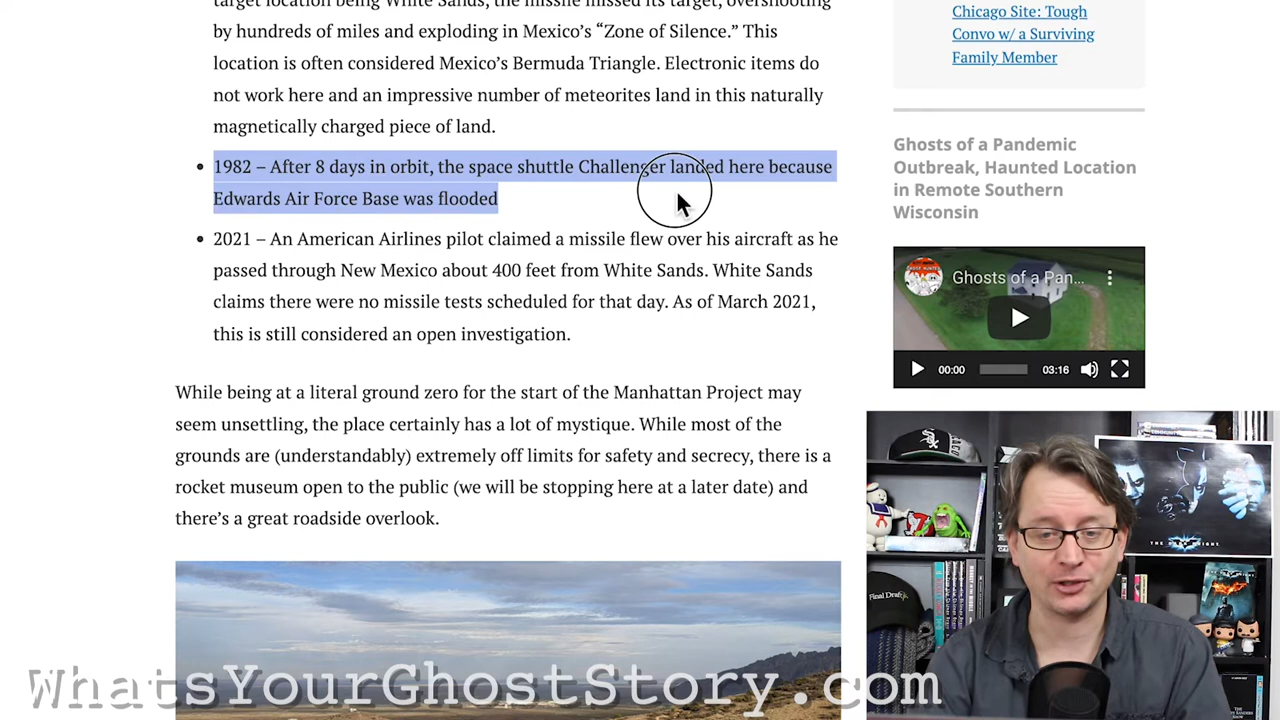 target location being White Sands, the missile missed its target, overshooting
by hundreds of miles and exploding in Mexico's “Zone of Silence.” This
location is often considered Mexico's Bermuda Triangle. Electronic items do
not work here and an impressive number of meteorites land in this naturally
magnetically charged piece of land.
• 1982 – After 8 days in orbit, the space shuttle Challenger landed here because
Edwards Air Force Base was flooded
• 2021 – An American Airlines pilot claimed a missile flew over his aircraft as he
passed through New Mexico about 400 feet from White Sands. White Sands
claims there were no missile tests scheduled for that day. As of March 2021,
this is still considered an open investigation.
While being at a literal ground zero for the start of the Manhattan Project may
seem unsettling, the place certainly has a lot of mystique. While most of the
grounds are (understandably) extremely off limits for safety and secrecy, there is a
rocket museum open to the public (we will be stopping here at a later date) and
there's a great roadside overlook.
Chicago Site: Tough
Convo w/ a Surviving
Family Member
Ghosts of a Pandemic
Outbreak, Haunted Location
in Remote Southern
Wisconsin
Ghosts of a Pan...
00:00 03:16
Final Draft
WhatsYourGhostStory.com